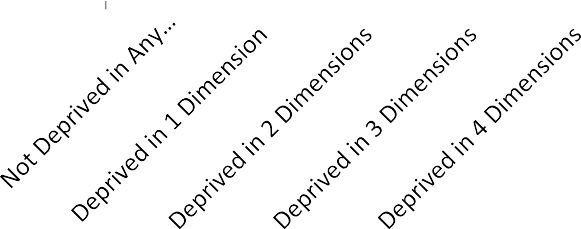 Not Deprived in Any...
Deprived in 1 Dimension
Deprived in 2 Dimensions
Deprived in 3 Dimensions
Deprived in 4 Dimensions